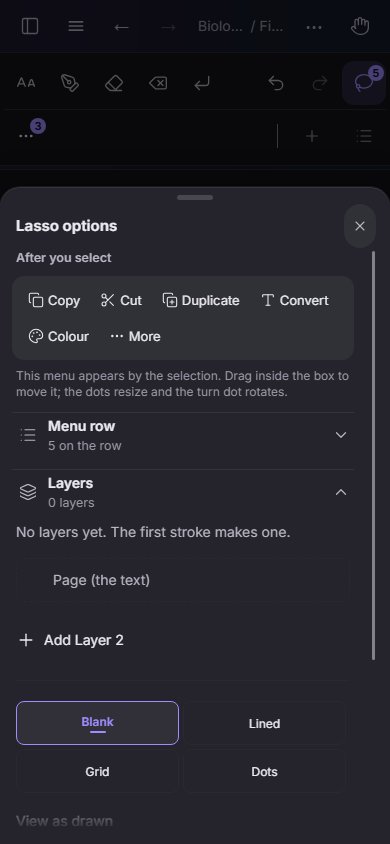 Biolo... / Fi...
AA
5
3
Lasso options
After you select
Copy Cut Duplicate Convert
Colour More
This menu appears by the selection. Drag inside the box to
move it; the dots resize and the turn dot rotates.
Menu row
5 on the row
Layers
0 layers
No layers yet. The first stroke makes one.
Page (the text)
Add Layer 2
Blank Lined
Grid Dots
View as drawn